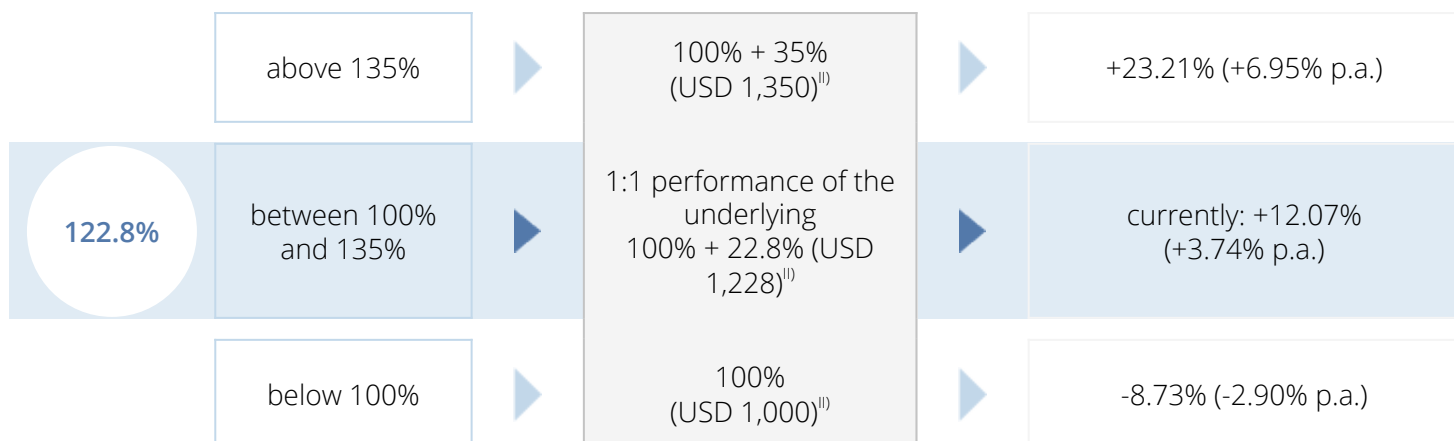 above 135%
100% + 35%
(USD 1,350)II)
+23.21% (+6.95% p.a.)
122.8%
between 100%
and 135%
1:1 performance of the
underlying
100% + 22.8% (USD
1,228)II)
currently: +12.07%
(+3.74% p.a.)
below 100%
100%
(USD 1,000)II)
-8.73% (-2.90% p.a.)